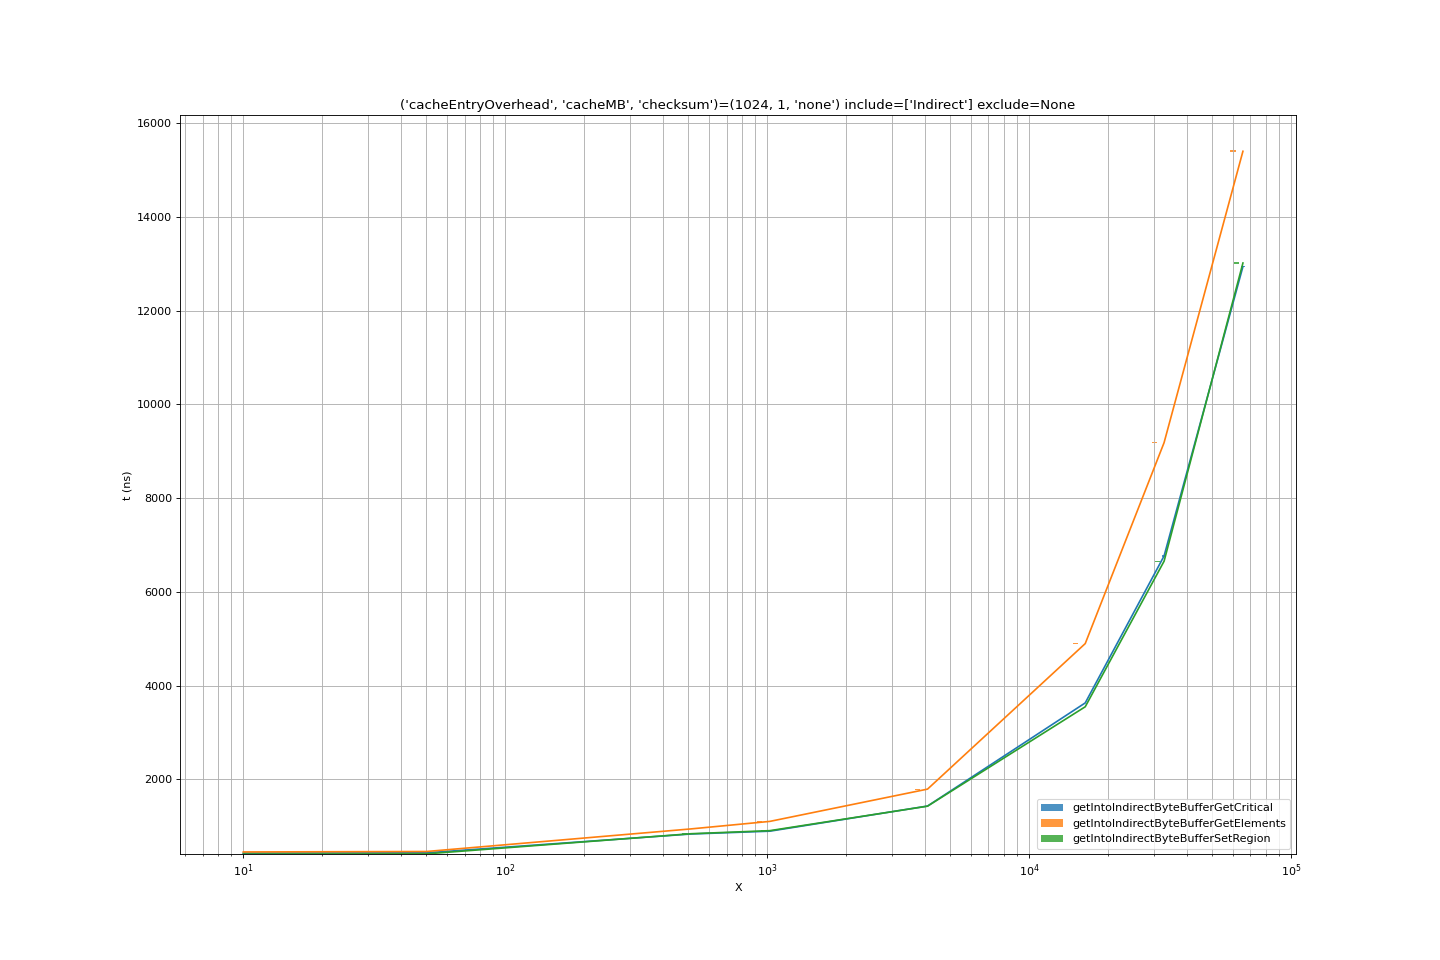 ('cacheEntryOverhead', 'cacheMB', 'checksum')=(1024, 1, 'none') include=['Indirect'] exclude=None
16000
14000
12000
10000
8000
6000
4000
2000
t (ns)
10¹ 10² 10³ 10⁴ 10⁵
X
getIntoIndirectByteBufferGetCritical
getIntoIndirectByteBufferGetElements
getIntoIndirectByteBufferSetRegion